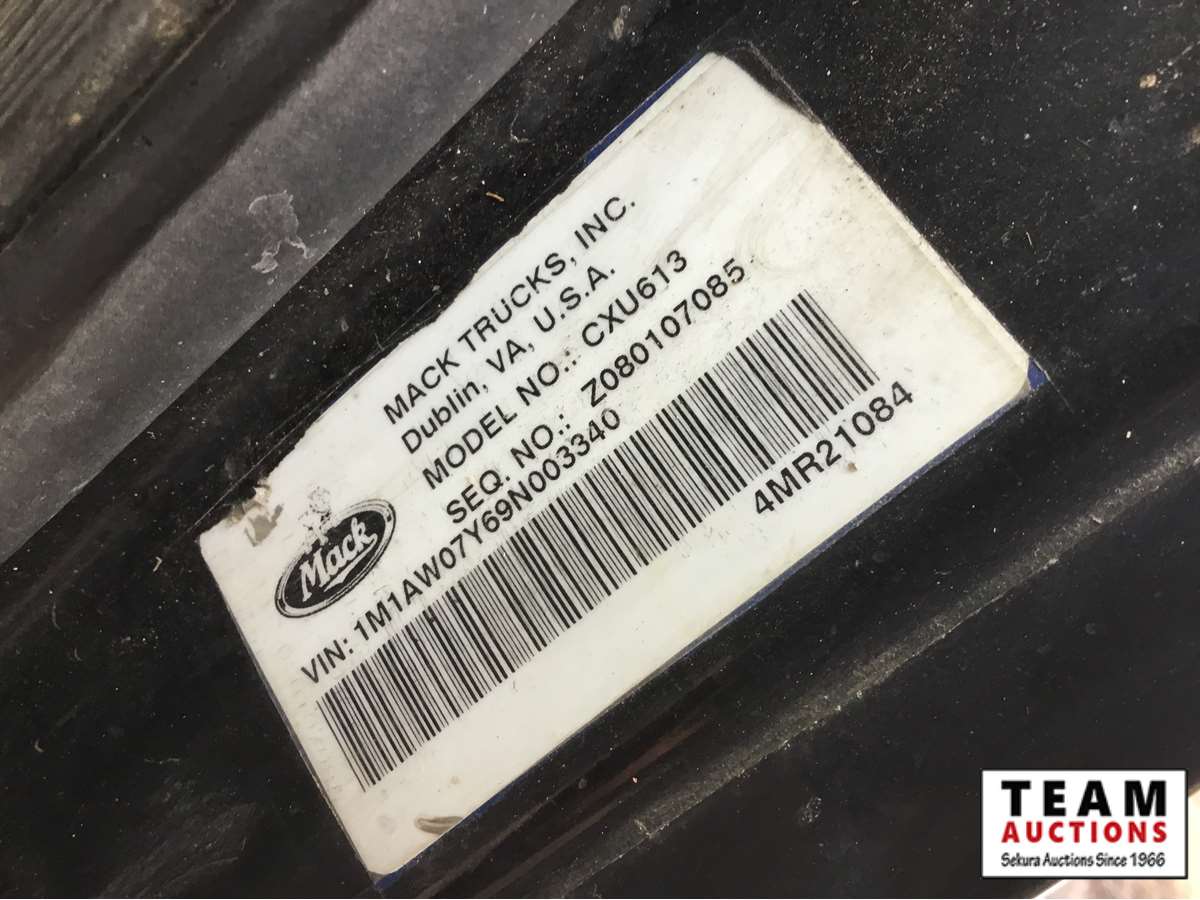 MACK TRUCKS, INC.
Dublin, VA, U.S.A.
MODEL NO.: CXU613
SEQ. NO.: Z080107085
Mack
VIN: 1M1AW07Y69N003340
4MR21084
TEAM
AUCTIONS
Sekura Auctions Since 1966